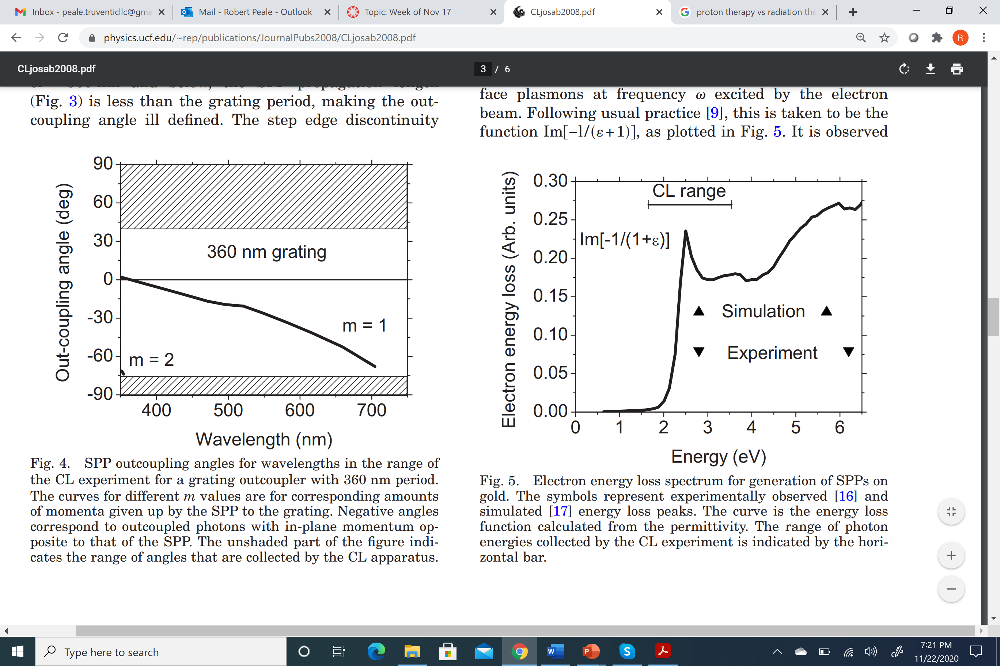 Inbox - peale.truventicllc@gma
Mail - Robert Peale - Outlook
Topic: Week of Nov 17
CLjosab2008.pdf
proton therapy vs radiation the
physics.ucf.edu/~rep/publications/JournalPubs2008/CLjosab2008.pdf
R
CLjosab2008.pdf
3 / 6
(Fig. 3) is less than the grating period, making the out-
coupling angle ill defined. The step edge discontinuity
90
60
30
0
-30
-60
-90
Out-coupling angle (deg)
360 nm grating
m = 1
m = 2
400 500 600 700
Wavelength (nm)
Fig. 4. SPP outcoupling angles for wavelengths in the range of
the CL experiment for a grating outcoupler with 360 nm period.
The curves for different m values are for corresponding amounts
of momenta given up by the SPP to the grating. Negative angles
correspond to outcoupled photons with in-plane momentum op-
posite to that of the SPP. The unshaded part of the figure indi-
cates the range of angles that are collected by the CL apparatus.
face plasmons at frequency ω excited by the electron
beam. Following usual practice [9], this is taken to be the
function Im[−1/(ε+1)], as plotted in Fig. 5. It is observed
0.30
0.25
0.20
0.15
0.10
0.05
0.00
Electron energy loss (Arb. units)
CL range
Im[-1/(1+ε)]
▲ Simulation ▲
▼ Experiment ▼
0 1 2 3 4 5 6
Energy (eV)
Fig. 5. Electron energy loss spectrum for generation of SPPs on
gold. The symbols represent experimentally observed [16] and
simulated [17] energy loss peaks. The curve is the energy loss
function calculated from the permittivity. The range of photon
energies collected by the CL experiment is indicated by the hori-
zontal bar.
Type here to search
W
P
S
7:21 PM
11/22/2020